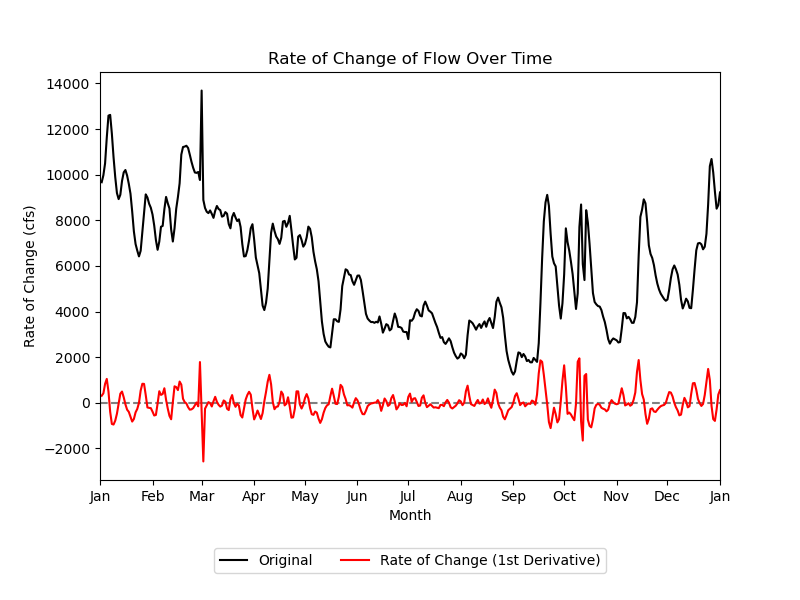 Rate of Change of Flow Over Time
14000
12000
10000
8000
6000
4000
2000
0
−2000
Rate of Change (cfs)
Jan Feb Mar Apr May Jun Jul Aug Sep Oct Nov Dec Jan
Month
Original Rate of Change (1st Derivative)